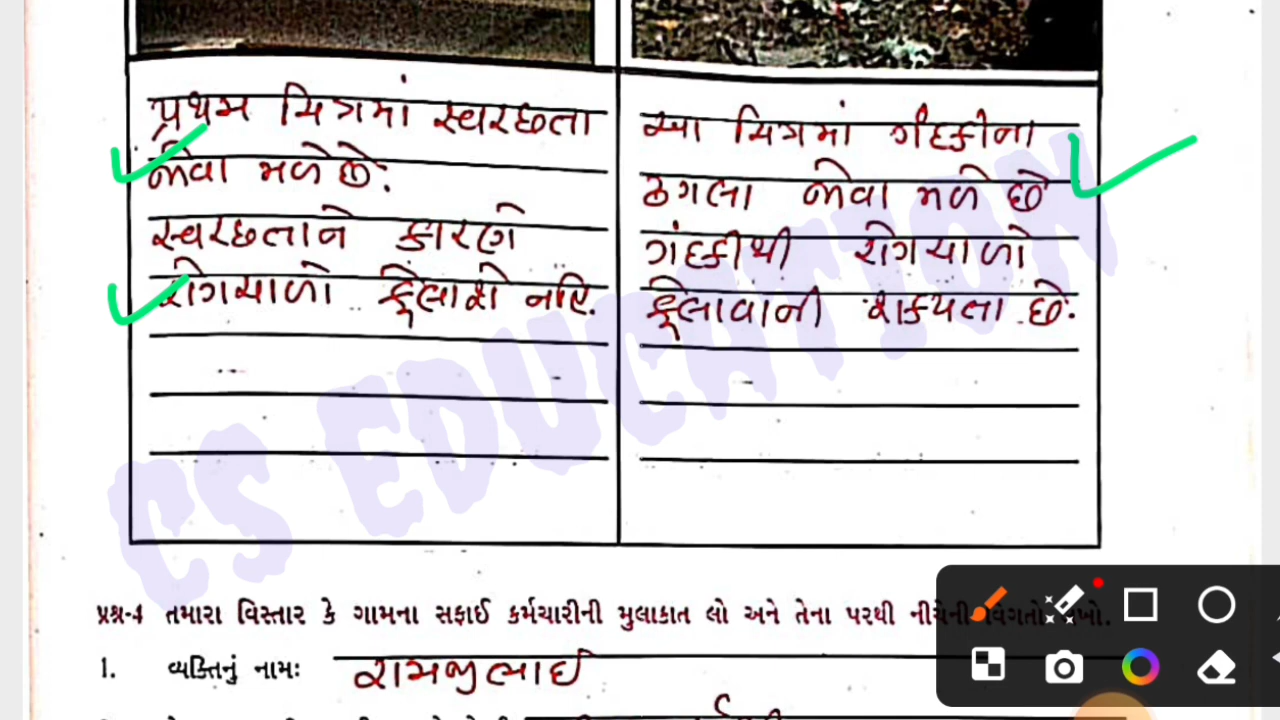 પ્રથમ ચિત્રમાં સ્વચ્છતા
જોવા મળે છે.
સ્વચ્છતાને કારણે
રોગચાળો ફેલાશે નહિ.
આ ચિત્રમાં ગંદકીના
ઢગલા જોવા મળે છે
ગંદકીથી રોગચાળો
ફેલાવાની શક્યતા છે.
CS EDUCATION
પ્રશ્ન-4 તમારા વિસ્તાર કે ગામના સફાઈ કર્મચારીની મુલાકાત લો અને તેના પરથી નીચેની વિગતો લખો.
1. વ્યક્તિનું નામઃ રામજીભાઈ